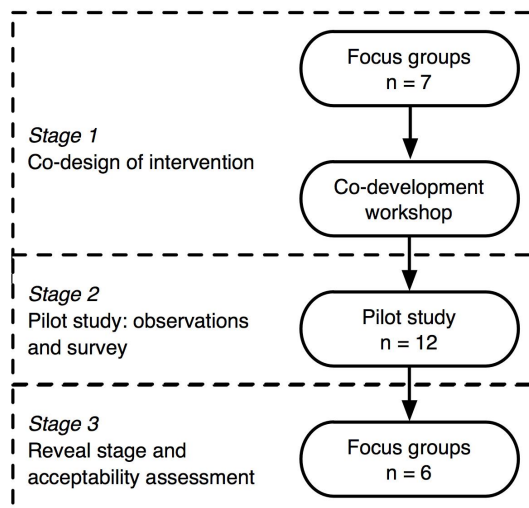 Focus groups
n = 7
Stage 1
Co-design of intervention
Co-development
workshop
Stage 2
Pilot study: observations
and survey
Pilot study
n = 12
Stage 3
Reveal stage and
acceptability assessment
Focus groups
n = 6